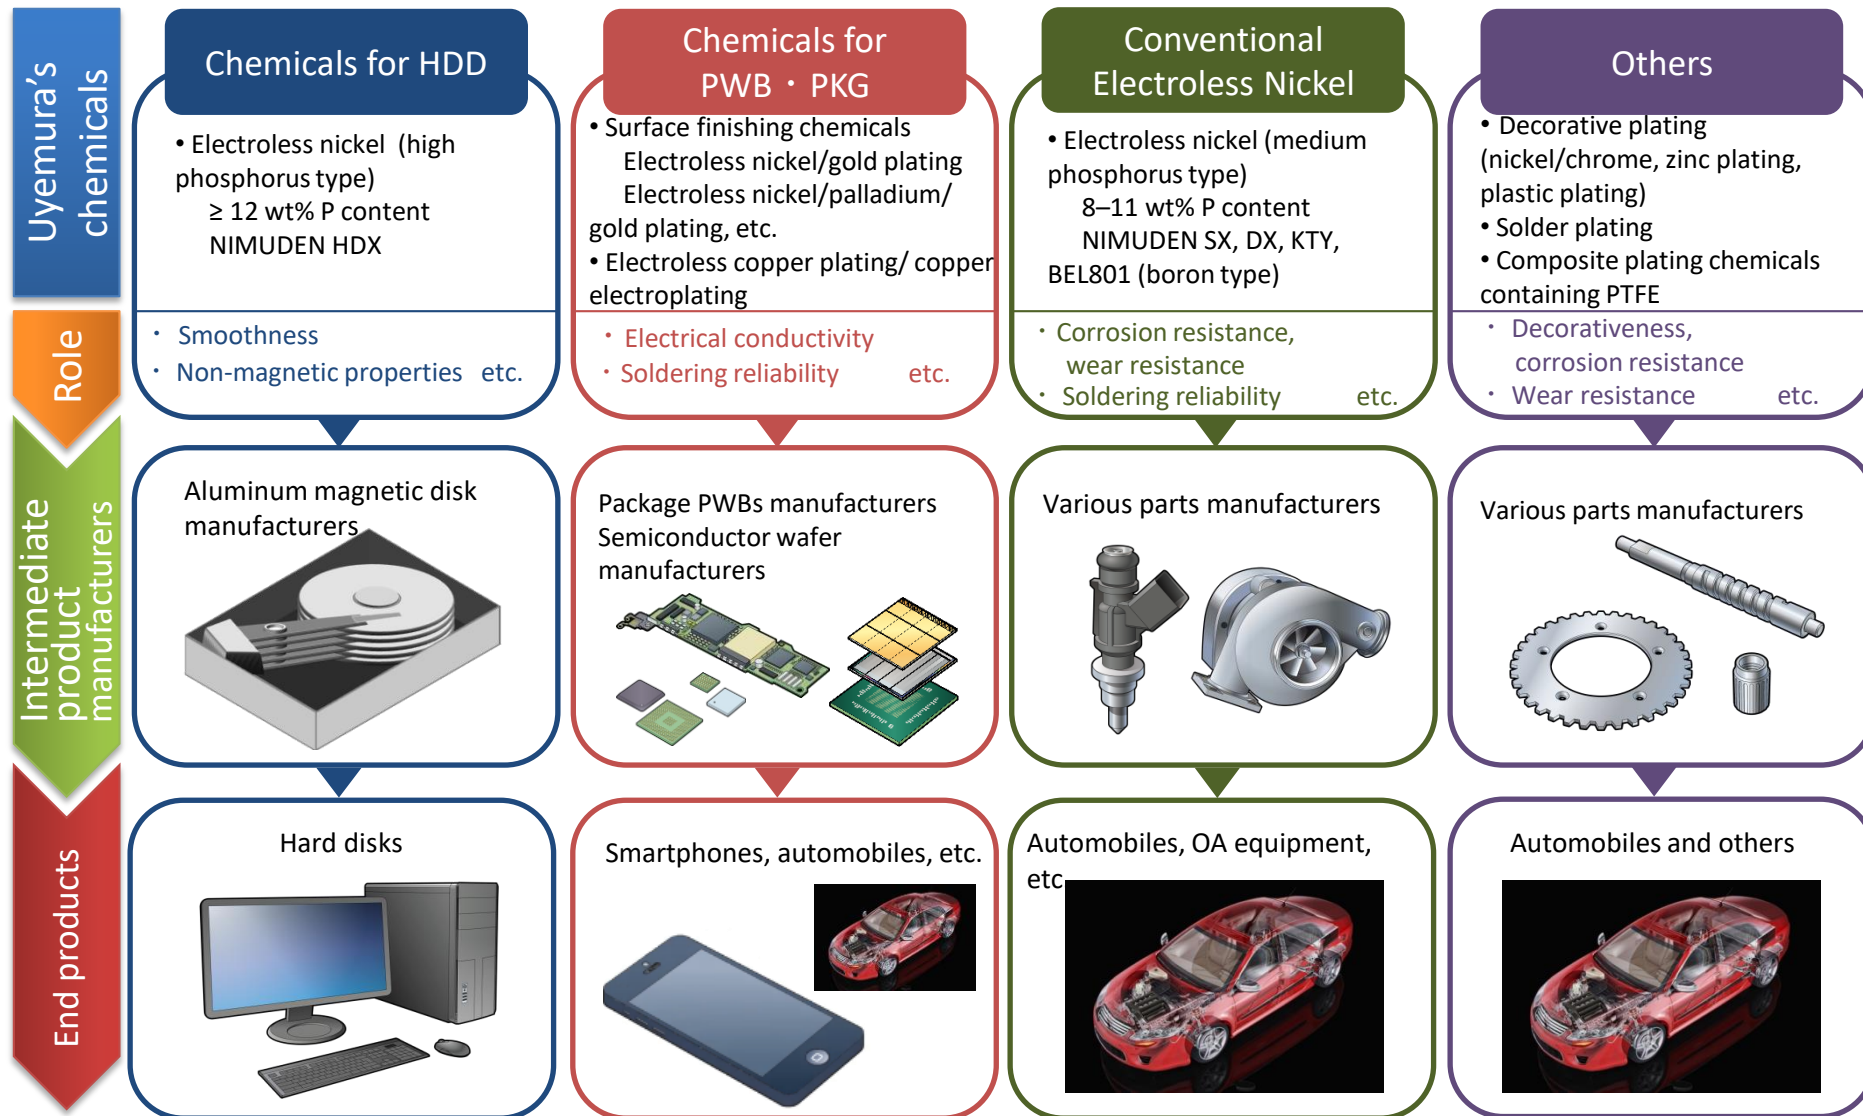 Uyemura's
chemicals
Chemicals for HDD
• Electroless nickel (high
phosphorus type)
≥ 12 wt% P content
NIMUDEN HDX
Chemicals for
PWB・PKG
• Surface finishing chemicals
Electroless nickel/gold plating
Electroless nickel/palladium/
gold plating, etc.
• Electroless copper plating/ copper
electroplating
Conventional
Electroless Nickel
• Electroless nickel (medium
phosphorus type)
8–11 wt% P content
NIMUDEN SX, DX, KTY,
BEL801 (boron type)
Others
• Decorative plating
(nickel/chrome, zinc plating,
plastic plating)
• Solder plating
• Composite plating chemicals
containing PTFE
Role
・ Smoothness
・ Non-magnetic properties etc.
・ Electrical conductivity
・ Soldering reliability etc.
・ Corrosion resistance,
wear resistance
・ Soldering reliability etc.
・ Decorativeness,
corrosion resistance
・ Wear resistance etc.
Intermediate
product
manufacturers
Aluminum magnetic disk
manufacturers
Package PWBs manufacturers
Semiconductor wafer
manufacturers
Various parts manufacturers
Various parts manufacturers
End products
Hard disks
Smartphones, automobiles, etc.
Automobiles, OA equipment,
etc
Automobiles and others